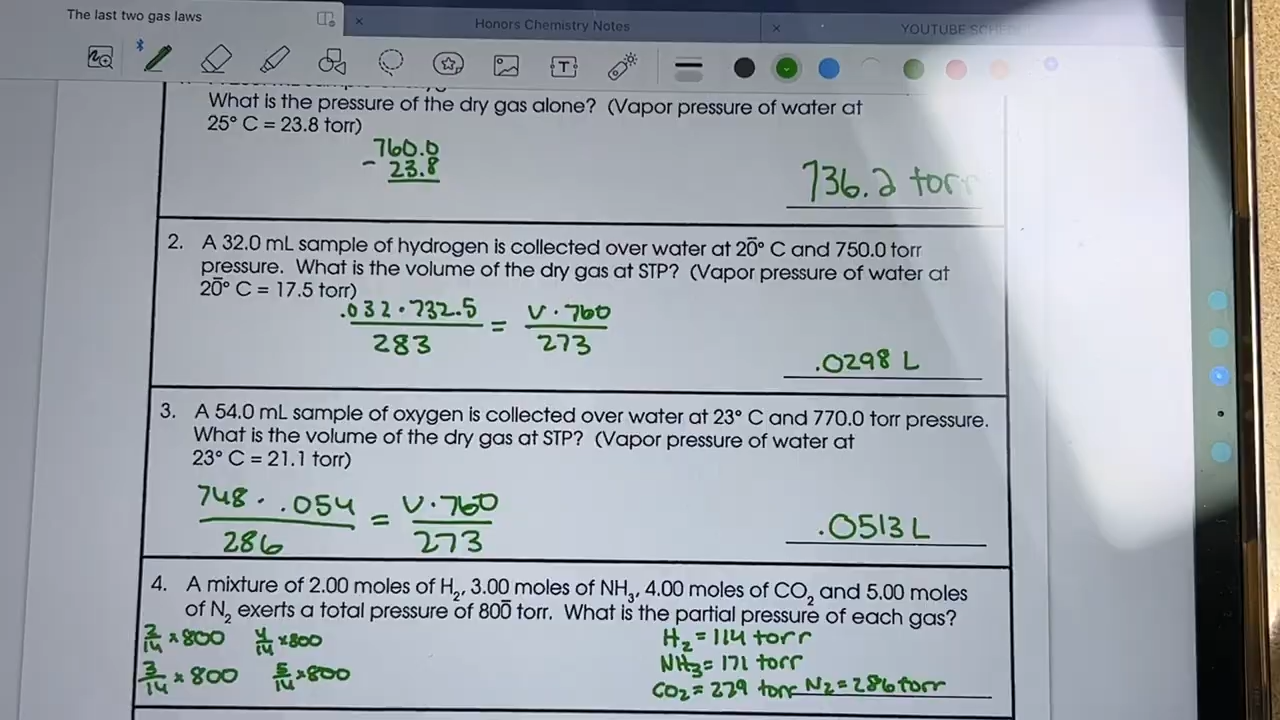 The last two gas laws
Honors Chemistry Notes
YOUTUBE SCHE
What is the pressure of the dry gas alone? (Vapor pressure of water at
25° C = 23.8 torr)
760.0
- 23.8
736.2 torr
2. A 32.0 mL sample of hydrogen is collected over water at 20̅° C and 750.0 torr
pressure. What is the volume of the dry gas at STP? (Vapor pressure of water at
20̅° C = 17.5 torr)
.032 · 732.5 = V · 760
283 273
.0298 L
3. A 54.0 mL sample of oxygen is collected over water at 23° C and 770.0 torr pressure.
What is the volume of the dry gas at STP? (Vapor pressure of water at
23° C = 21.1 torr)
748 · .054 = V · 760
286 273
.0513 L
4. A mixture of 2.00 moles of H₂, 3.00 moles of NH₃, 4.00 moles of CO₂ and 5.00 moles
of N₂ exerts a total pressure of 800̅ torr. What is the partial pressure of each gas?
2/14 × 800 4/14 × 800
3/14 × 800 5/14 × 800
H₂ = 114 torr
NH₃ = 171 torr
CO₂ = 229 torr N₂ = 286 torr